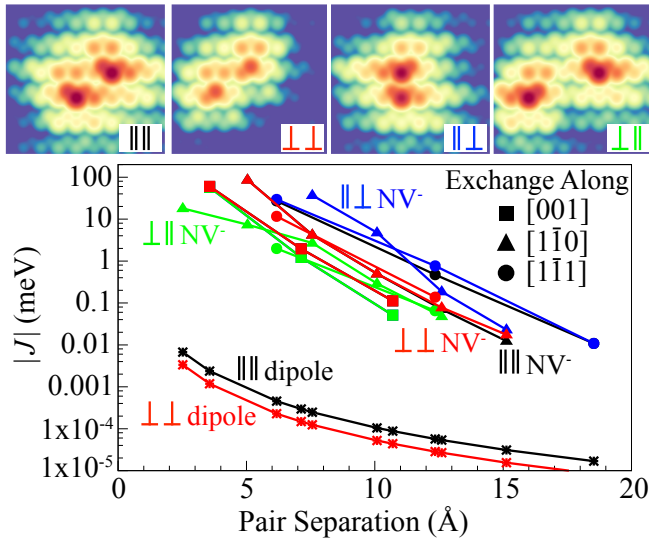 ∥∥
⊥⊥
∥⊥
⊥∥
100
10
1
0.1
0.01
0.001
1x10⁻⁴
1x10⁻⁵
|J| (meV)
∥⊥ NV⁻
Exchange Along
[001]
[11̄0]
[11̄1]
⊥∥ NV⁻
⊥⊥ NV⁻
∥∥ NV⁻
∥∥ dipole
⊥⊥ dipole
0 5 10 15 20
Pair Separation (Å)